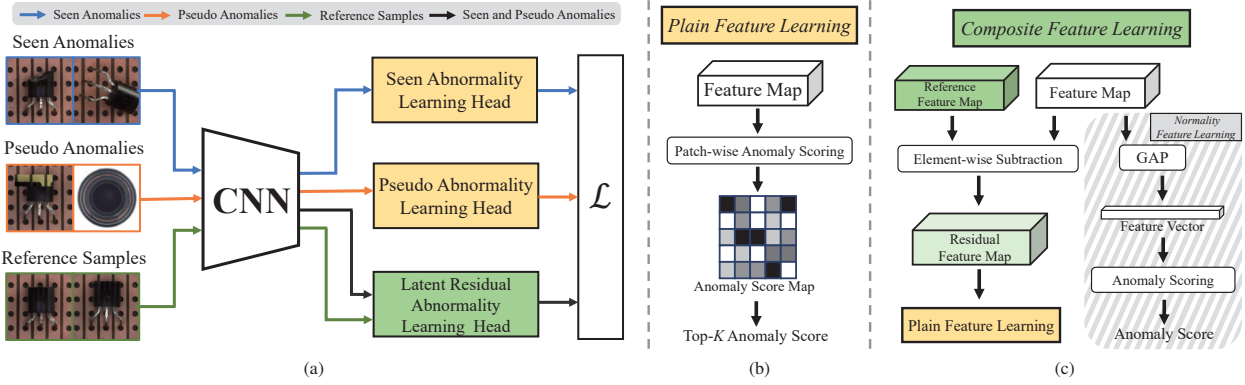 Seen Anomalies
Pseudo Anomalies
Reference Samples
Seen and Pseudo Anomalies
Seen Anomalies
Pseudo Anomalies
Reference Samples
CNN
Seen Abnormality
Learning Head
Pseudo Abnormality
Learning Head
Latent Residual
Abnormality
Learning Head
ℒ
(a)
Plain Feature Learning
Feature Map
Patch-wise Anomaly Scoring
Anomaly Score Map
Top-K Anomaly Score
(b)
Composite Feature Learning
Reference
Feature Map
Feature Map
Normality
Feature Learning
Element-wise Subtraction
GAP
Residual
Feature Map
Feature Vector
Anomaly Scoring
Plain Feature Learning
Anomaly Score
(c)